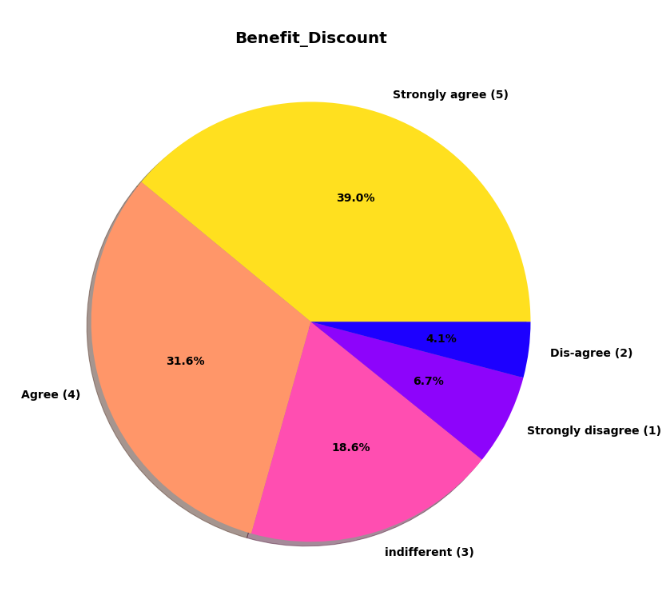 Benefit_Discount
Strongly agree (5)
39.0%
4.1%
Dis-agree (2)
31.6%
6.7%
Agree (4)
Strongly disagree (1)
18.6%
indifferent (3)